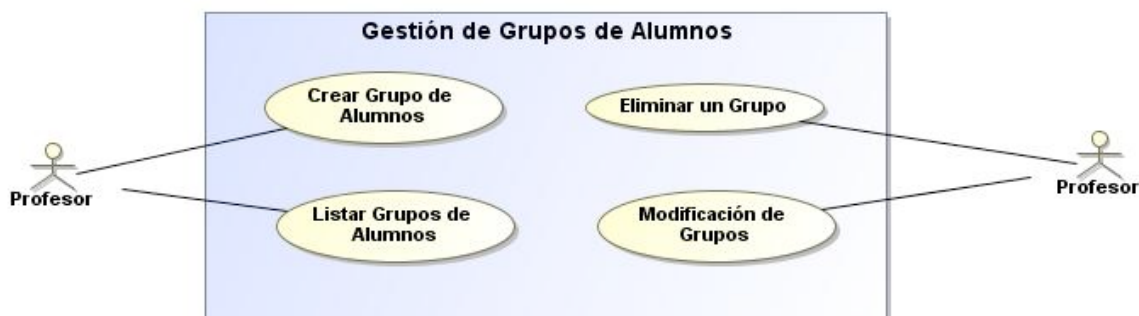 Gestión de Grupos de Alumnos
Crear Grupo de
Alumnos
Eliminar un Grupo
Profesor
Profesor
Listar Grupos de
Alumnos
Modificación de
Grupos